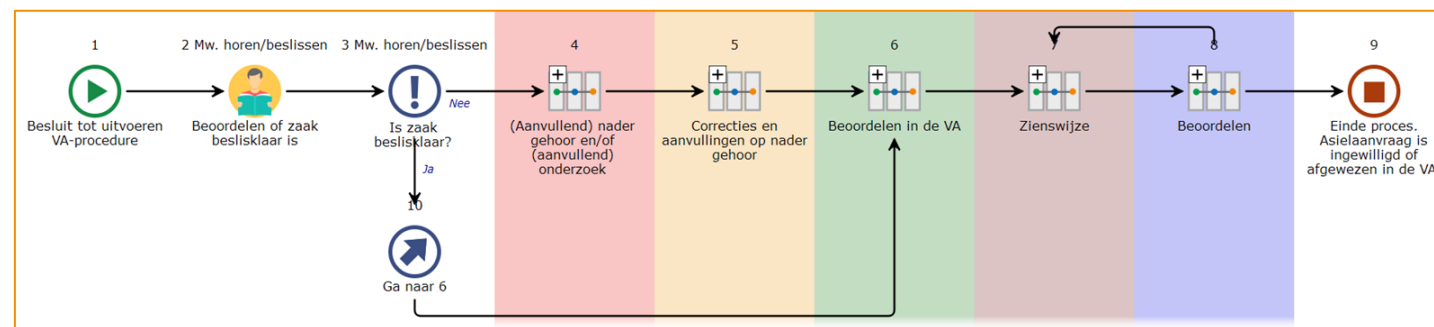 1
Besluit tot uitvoeren
VA-procedure
2 Mw. horen/beslissen
Beoordelen of zaak
beslisklaar is
3 Mw. horen/beslissen
Is zaak
beslisklaar?
Nee
Ja
10
Ga naar 6
4
(Aanvullend) nader
gehoor en/of
(aanvullend)
onderzoek
5
Correcties en
aanvullingen op nader
gehoor
6
Beoordelen in de VA
7
Zienswijze
8
Beoordelen
9
Einde proces.
Asielaanvraag is
ingewilligd of
afgewezen in de VA